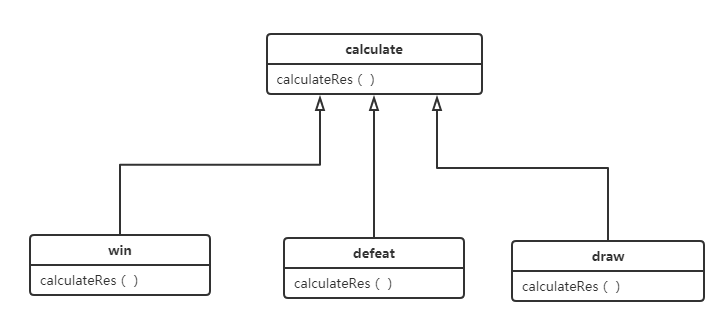 calculate
calculateRes ( )
win
calculateRes ( )
defeat
calculateRes ( )
draw
calculateRes ( )